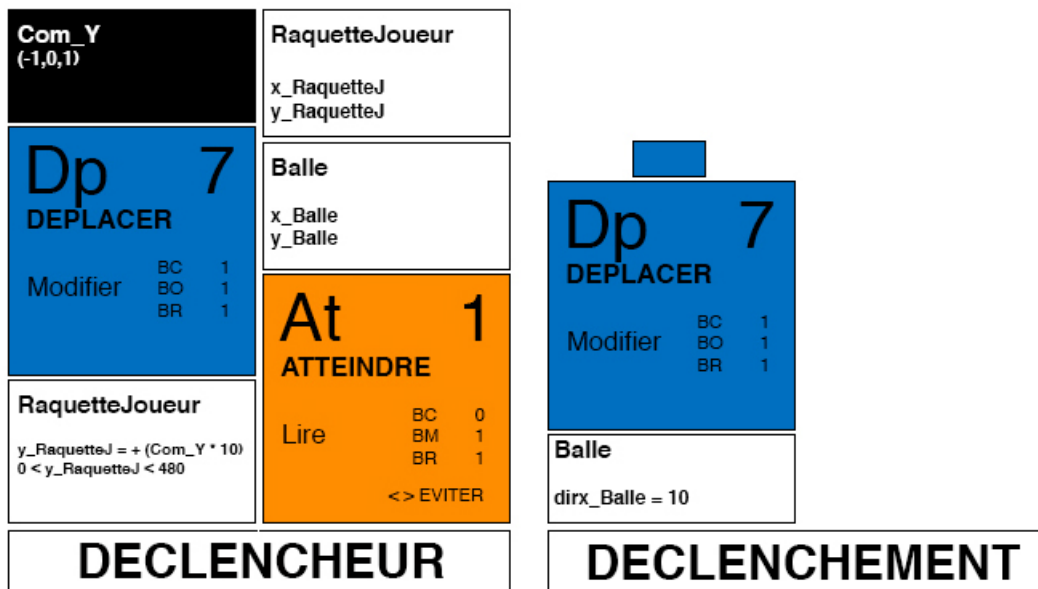 Com_Y
(-1,0,1)
Dp 7
DEPLACER
Modifier
BC 1
BO 1
BR 1
RaquetteJoueur
y_RaquetteJ = + (Com_Y * 10)
0 < y_RaquetteJ < 480
RaquetteJoueur
x_RaquetteJ
y_RaquetteJ
Balle
x_Balle
y_Balle
At 1
ATTEINDRE
Lire
BC 0
BM 1
BR 1
<> EVITER
DECLENCHEUR
Dp 7
DEPLACER
Modifier
BC 1
BO 1
BR 1
Balle
dirx_Balle = 10
DECLENCHEMENT